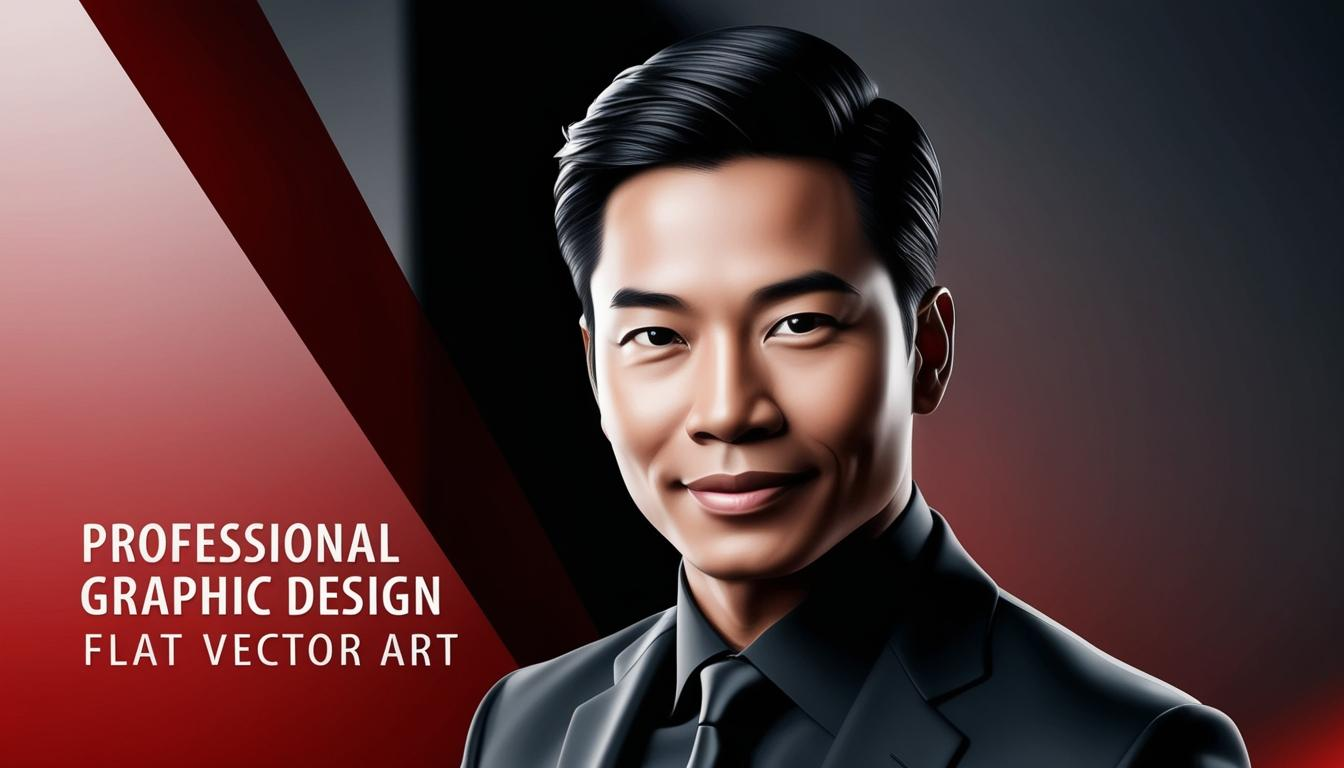 PROFESSIONAL
GRAPHIC DESIGN
FLAT VECTOR ART